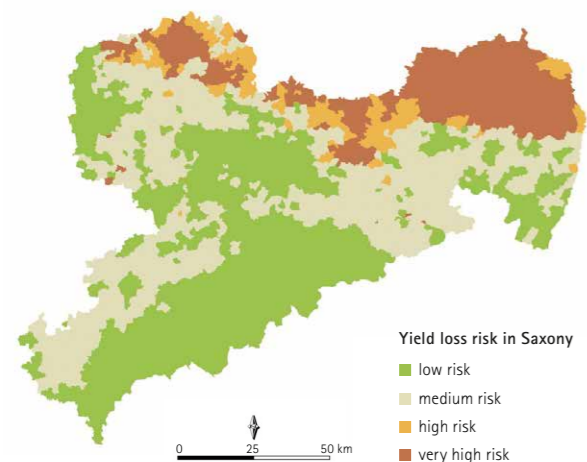 Yield loss risk in Saxony
low risk
medium risk
high risk
very high risk
0 25 50 km